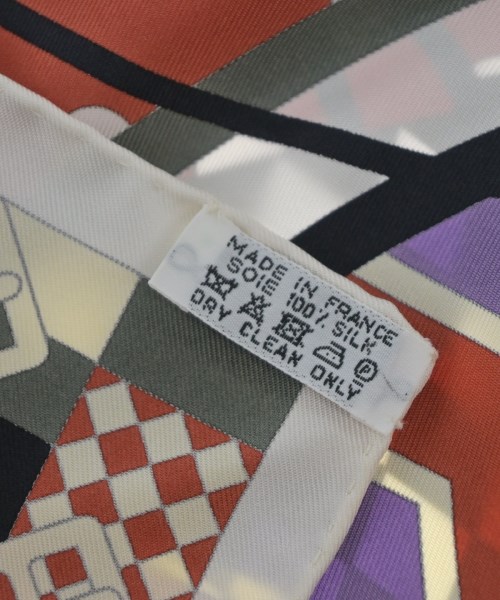 MADE IN FRANCE
SOIE 100% SILK
P
DRY CLEAN ONLY